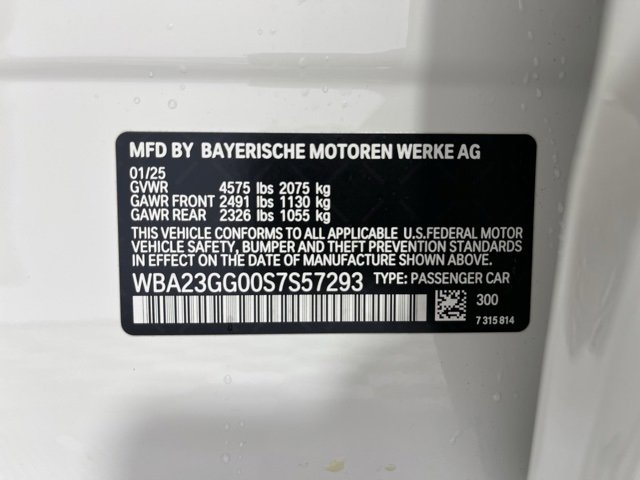 MFD BY BAYERISCHE MOTOREN WERKE AG
01/25
GVWR 4575 lbs 2075 kg
GAWR FRONT 2491 lbs 1130 kg
GAWR REAR 2326 lbs 1055 kg
THIS VEHICLE CONFORMS TO ALL APPLICABLE U.S.FEDERAL MOTOR
VEHICLE SAFETY, BUMPER AND THEFT PREVENTION STANDARDS
IN EFFECT ON THE DATE OF MANUFACTURE SHOWN ABOVE.
WBA23GG00S7S57293 TYPE: PASSENGER CAR
300
7 315 814